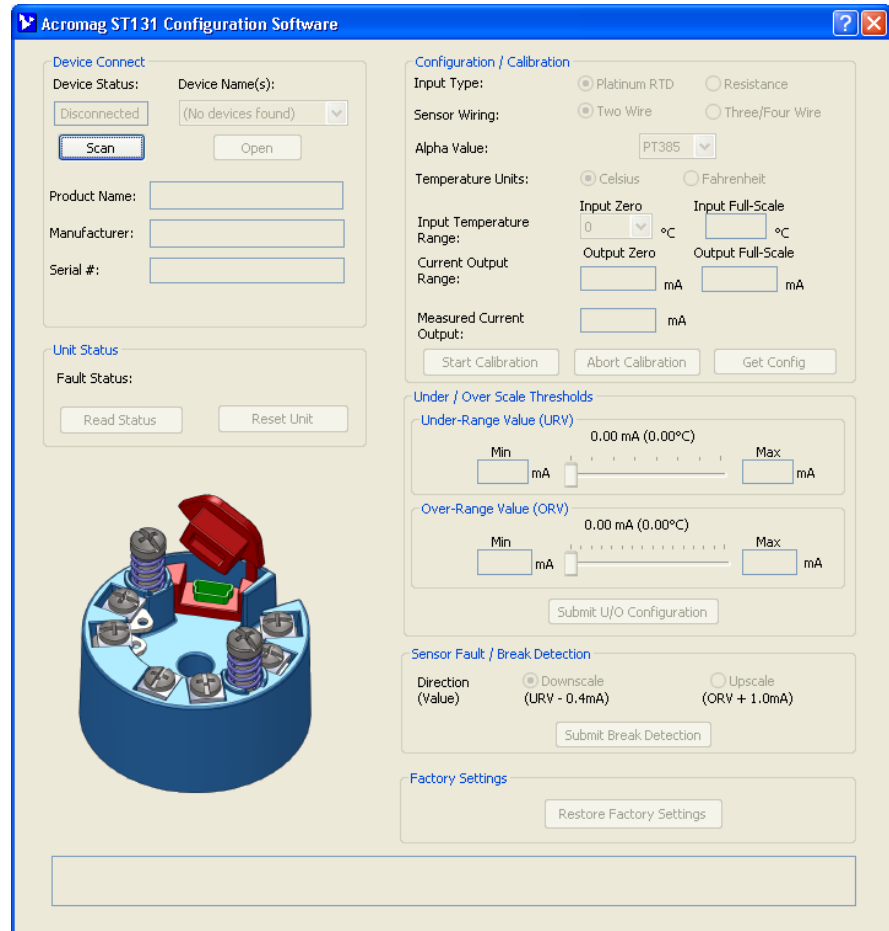 Acromag ST131 Configuration Software
Device Connect
Device Status: Device Name(s):
Disconnected (No devices found)
Scan Open
Product Name:
Manufacturer:
Serial #:
Unit Status
Fault Status:
Read Status Reset Unit
Configuration / Calibration
Input Type: Platinum RTD Resistance
Sensor Wiring: Two Wire Three/Four Wire
Alpha Value: PT385
Temperature Units: Celsius Fahrenheit
Input Zero Input Full-Scale
Input Temperature
Range: 0 ºC ºC
Output Zero Output Full-Scale
Current Output
Range: mA mA
Measured Current
Output: mA
Start Calibration Abort Calibration Get Config
Under / Over Scale Thresholds
Under-Range Value (URV)
0.00 mA (0.00ºC)
Min Max
mA mA
Over-Range Value (ORV)
0.00 mA (0.00ºC)
Min Max
mA mA
Submit U/O Configuration
Sensor Fault / Break Detection
Direction Downscale Upscale
(Value) (URV - 0.4mA) (ORV + 1.0mA)
Submit Break Detection
Factory Settings
Restore Factory Settings